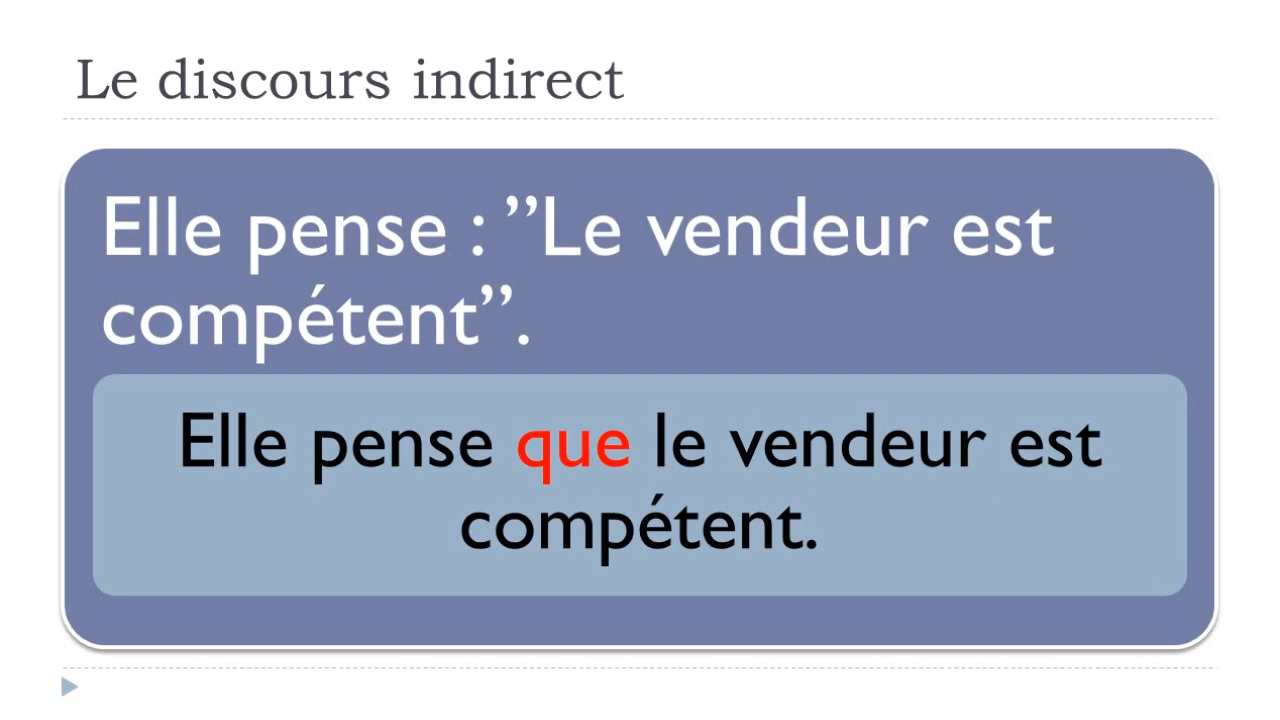 Le discours indirect
Elle pense : ”Le vendeur est
compétent”.
Elle pense que le vendeur est
compétent.